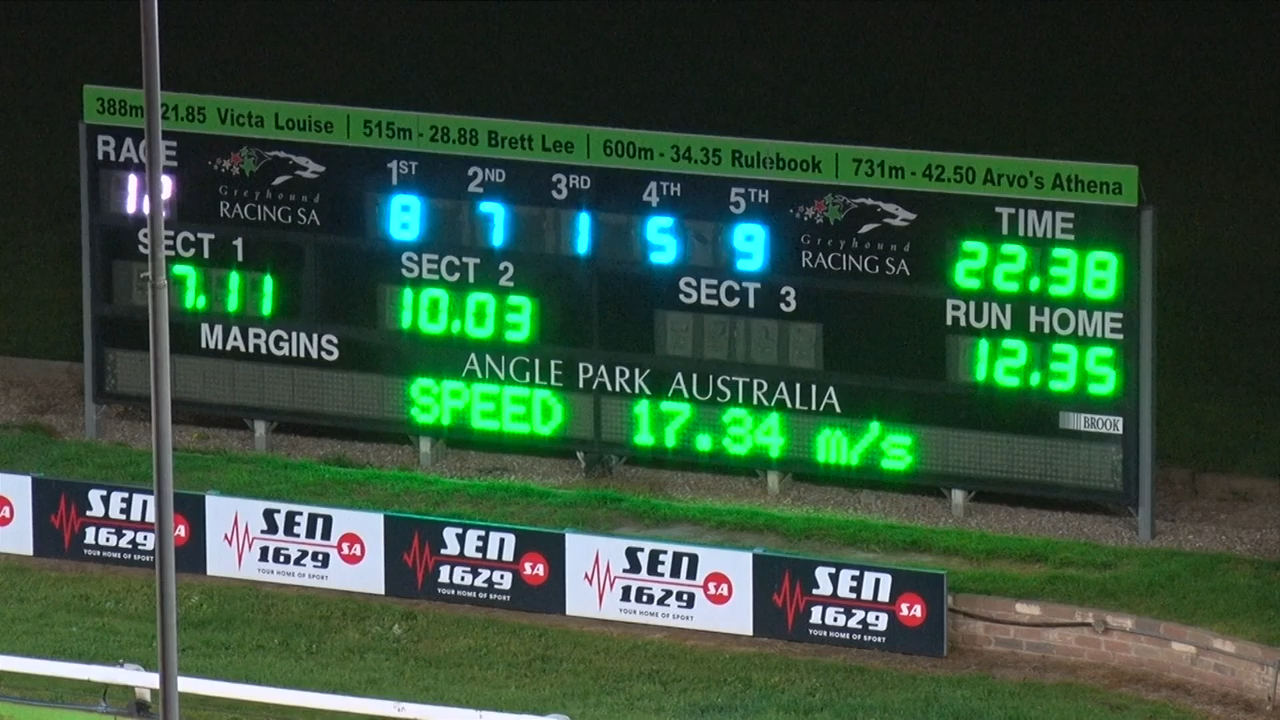 388m 21.85 Victa Louise | 515m - 28.88 Brett Lee | 600m - 34.35 Rulebook | 731m - 42.50 Arvo's Athena
RACE
Greyhound
RACING SA
1ST 2ND 3RD 4TH 5TH
8 7 1 5 9
Greyhound
RACING SA
TIME
22.38
SECT 1
7.11
SECT 2
10.03
SECT 3
RUN HOME
12.35
MARGINS
ANGLE PARK AUSTRALIA
SPEED 17.34 m/s
BROOK
SEN
1629 SA
YOUR HOME OF SPORT
SEN
1629 SA
YOUR HOME OF SPORT
SEN
1629 SA
YOUR HOME OF SPORT
SEN
1629 SA
YOUR HOME OF SPORT
SEN
1629 SA
YOUR HOME OF SPORT